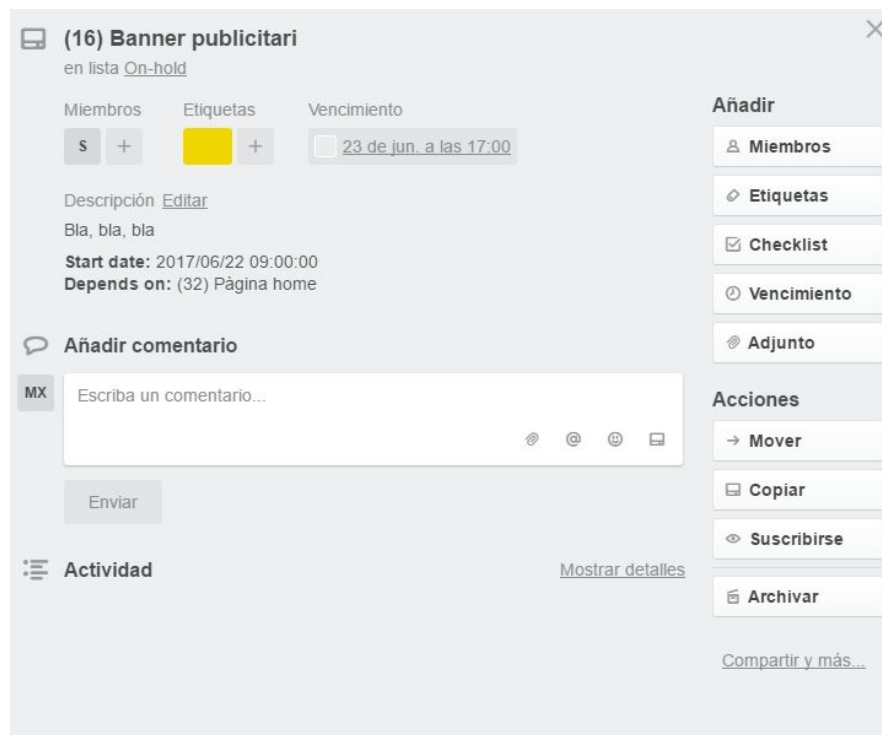 (16) Banner publicitari
en lista On-hold
Miembros Etiquetas Vencimiento
S + + 23 de jun. a las 17:00
Descripción Editar
Bla, bla, bla
Start date: 2017/06/22 09:00:00
Depends on: (32) Pàgina home
Añadir comentario
MX Escriba un comentario...
@
Enviar
Actividad Mostrar detalles
Añadir
Miembros
Etiquetas
Checklist
Vencimiento
Adjunto
Acciones
Mover
Copiar
Suscribirse
Archivar
Compartir y más...